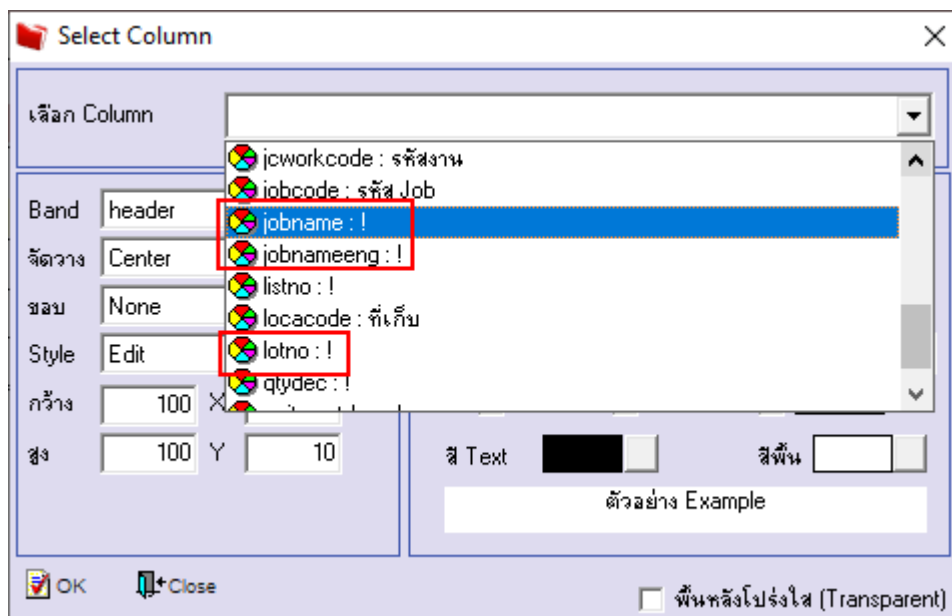 Select Column
เลือก Column
jcworkcode : รหัสงาน
jobcode : รหัส Job
jobname : !
jobnameeng : !
listno : !
locacode : ที่เก็บ
lotno : !
qtydec : !
Band header
จัดวาง Center
ขอบ None
Style Edit
กว้าง 100 X
สูง 100 Y 10
สี Text สีพื้น
ตัวอย่าง Example
OK Close พื้นหลังโปร่งใส (Transparent)